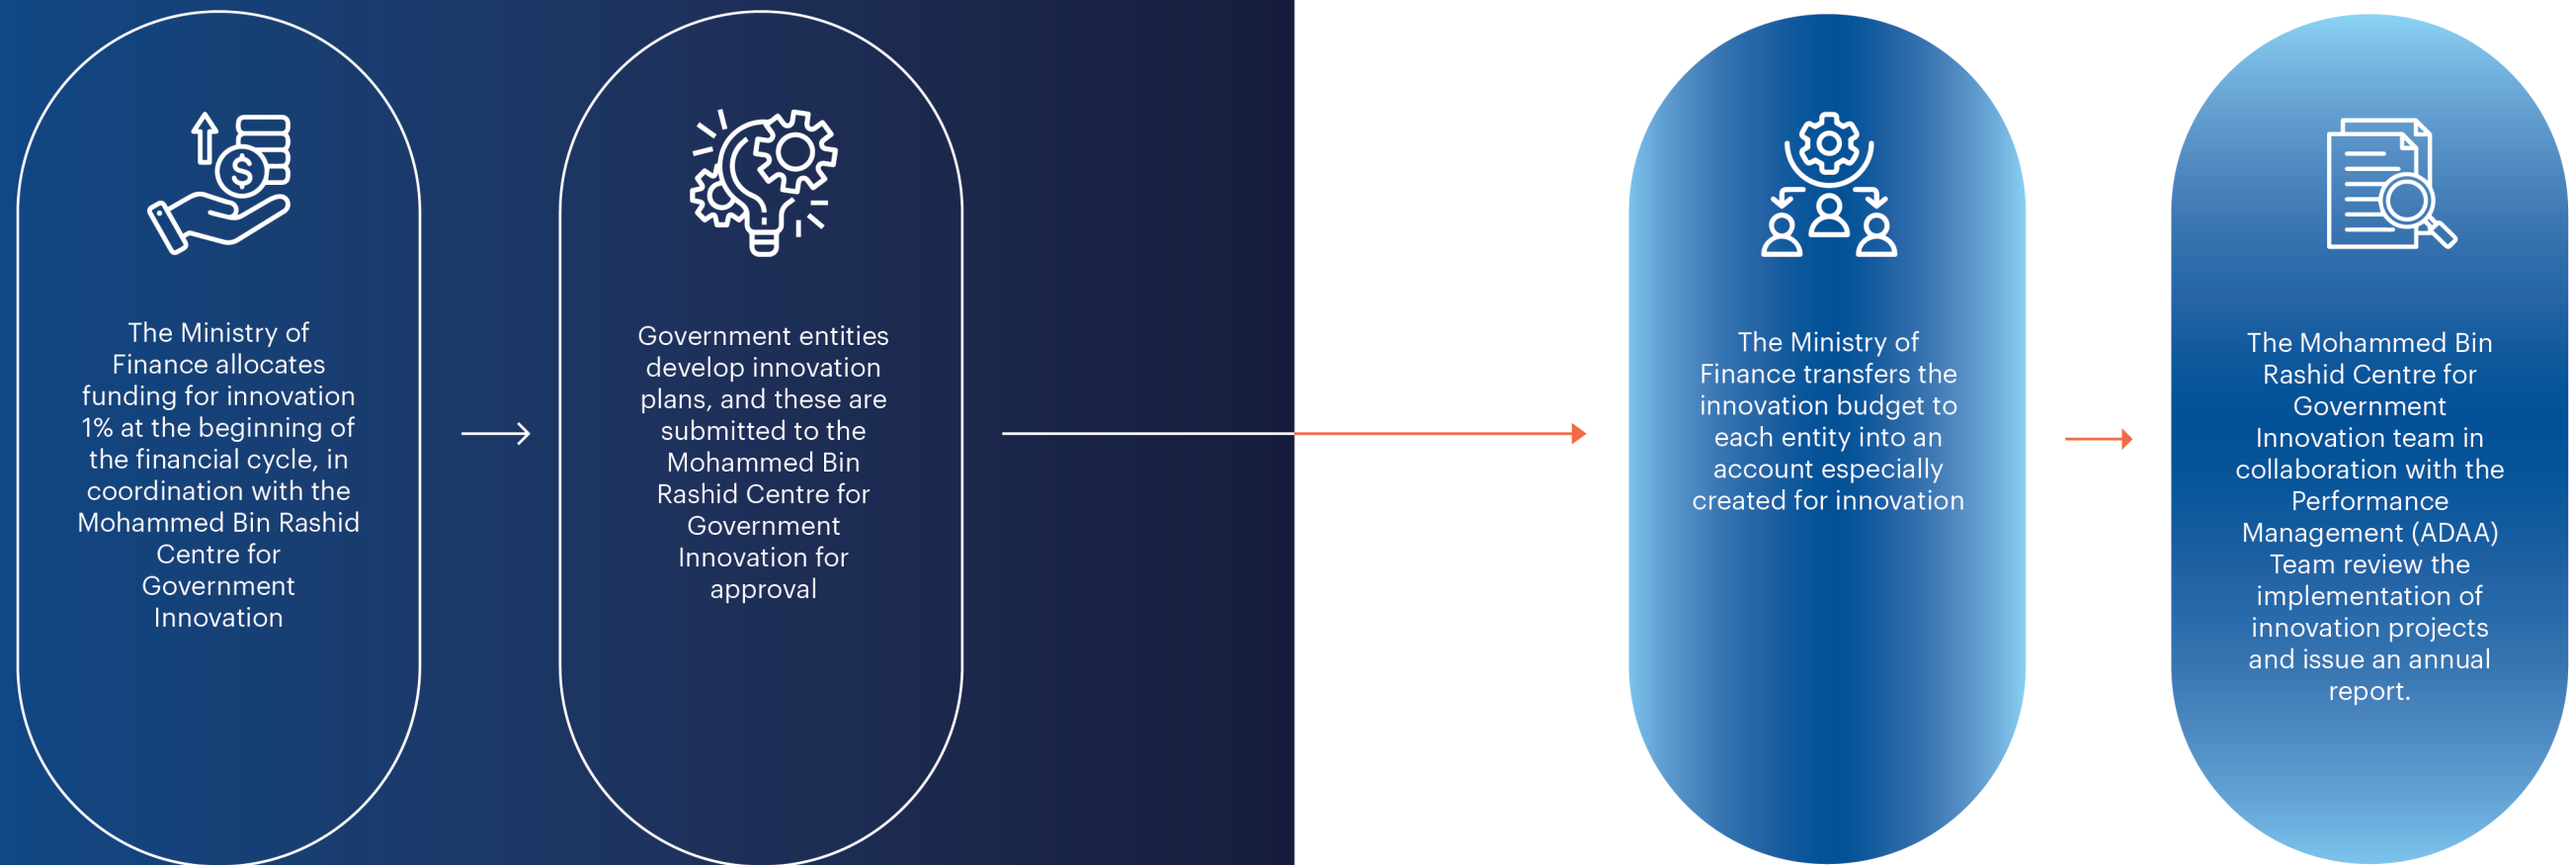 The Ministry of
Finance allocates
funding for innovation
1% at the beginning of
the financial cycle, in
coordination with the
Mohammed Bin Rashid
Centre for
Government
Innovation
Government entities
develop innovation
plans, and these are
submitted to the
Mohammed Bin
Rashid Centre for
Government
Innovation for
approval
The Ministry of
Finance transfers the
innovation budget to
each entity into an
account especially
created for innovation
The Mohammed Bin
Rashid Centre for
Government
Innovation team in
collaboration with the
Performance
Management (ADAA)
Team review the
implementation of
innovation projects
and issue an annual
report.